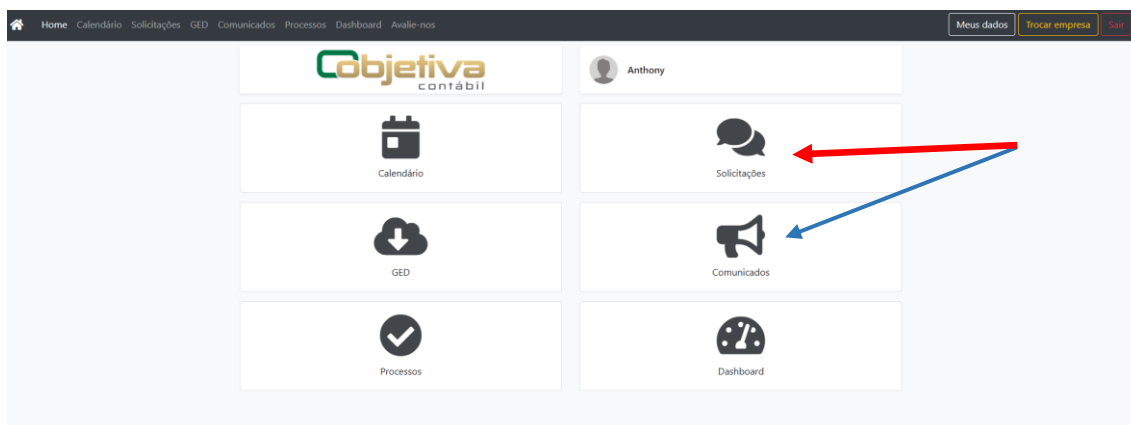 Home Calendário Solicitações GED Comunicados Processos Dashboard Avalie-nos Meus dados Trocar empresa Sair
Cobjetiva
contábil
Anthony
Calendário
Solicitações
GED
Comunicados
Processos
Dashboard